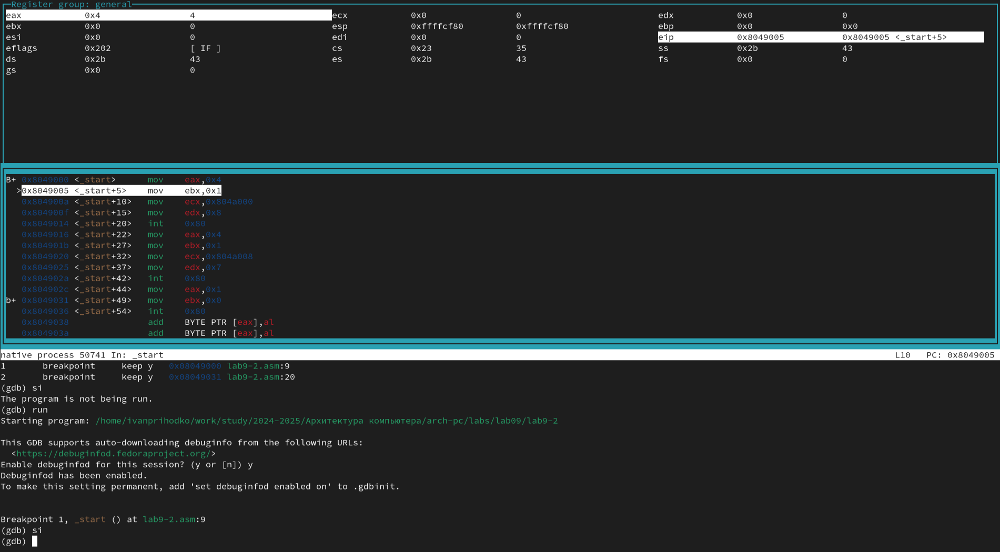 Register group: general
eax 0x4 4 ecx 0x0 0 edx 0x0 0
ebx 0x0 0 esp 0xffffcf80 0xffffcf80 ebp 0x0 0x0
esi 0x0 0 edi 0x0 0 eip 0x8049005 0x8049005 <_start+5>
eflags 0x202 [ IF ] cs 0x23 35 ss 0x2b 43
ds 0x2b 43 es 0x2b 43 fs 0x0 0
gs 0x0 0
B+ 0x8049000 <_start> mov eax,0x4
>0x8049005 <_start+5> mov ebx,0x1
0x804900a <_start+10> mov ecx,0x804a000
0x804900f <_start+15> mov edx,0x8
0x8049014 <_start+20> int 0x80
0x8049016 <_start+22> mov eax,0x4
0x804901b <_start+27> mov ebx,0x1
0x8049020 <_start+32> mov ecx,0x804a008
0x8049025 <_start+37> mov edx,0x7
0x804902a <_start+42> int 0x80
0x804902c <_start+44> mov eax,0x1
b+ 0x8049031 <_start+49> mov ebx,0x0
0x8049036 <_start+54> int 0x80
0x8049038 add BYTE PTR [eax],al
0x804903a add BYTE PTR [eax],al
native process 50741 In: _start L10 PC: 0x8049005
1 breakpoint keep y 0x08049000 lab9-2.asm:9
2 breakpoint keep y 0x08049031 lab9-2.asm:20
(gdb) si
The program is not being run.
(gdb) run
Starting program: /home/ivanprihodko/work/study/2024-2025/Архитектура компьютера/arch-pc/labs/lab09/lab9-2
This GDB supports auto-downloading debuginfo from the following URLs:
<https://debuginfod.fedoraproject.org/>
Enable debuginfod for this session? (y or [n]) y
Debuginfod has been enabled.
To make this setting permanent, add 'set debuginfod enabled on' to .gdbinit.
Breakpoint 1, _start () at lab9-2.asm:9
(gdb) si
(gdb)